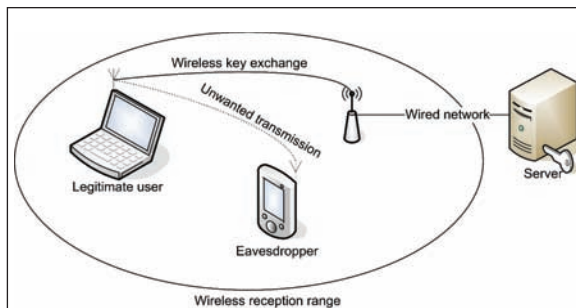 Wireless key exchange
Unwanted transmission
Wired network
Legitimate user
Server
Eavesdropper
Wireless reception range